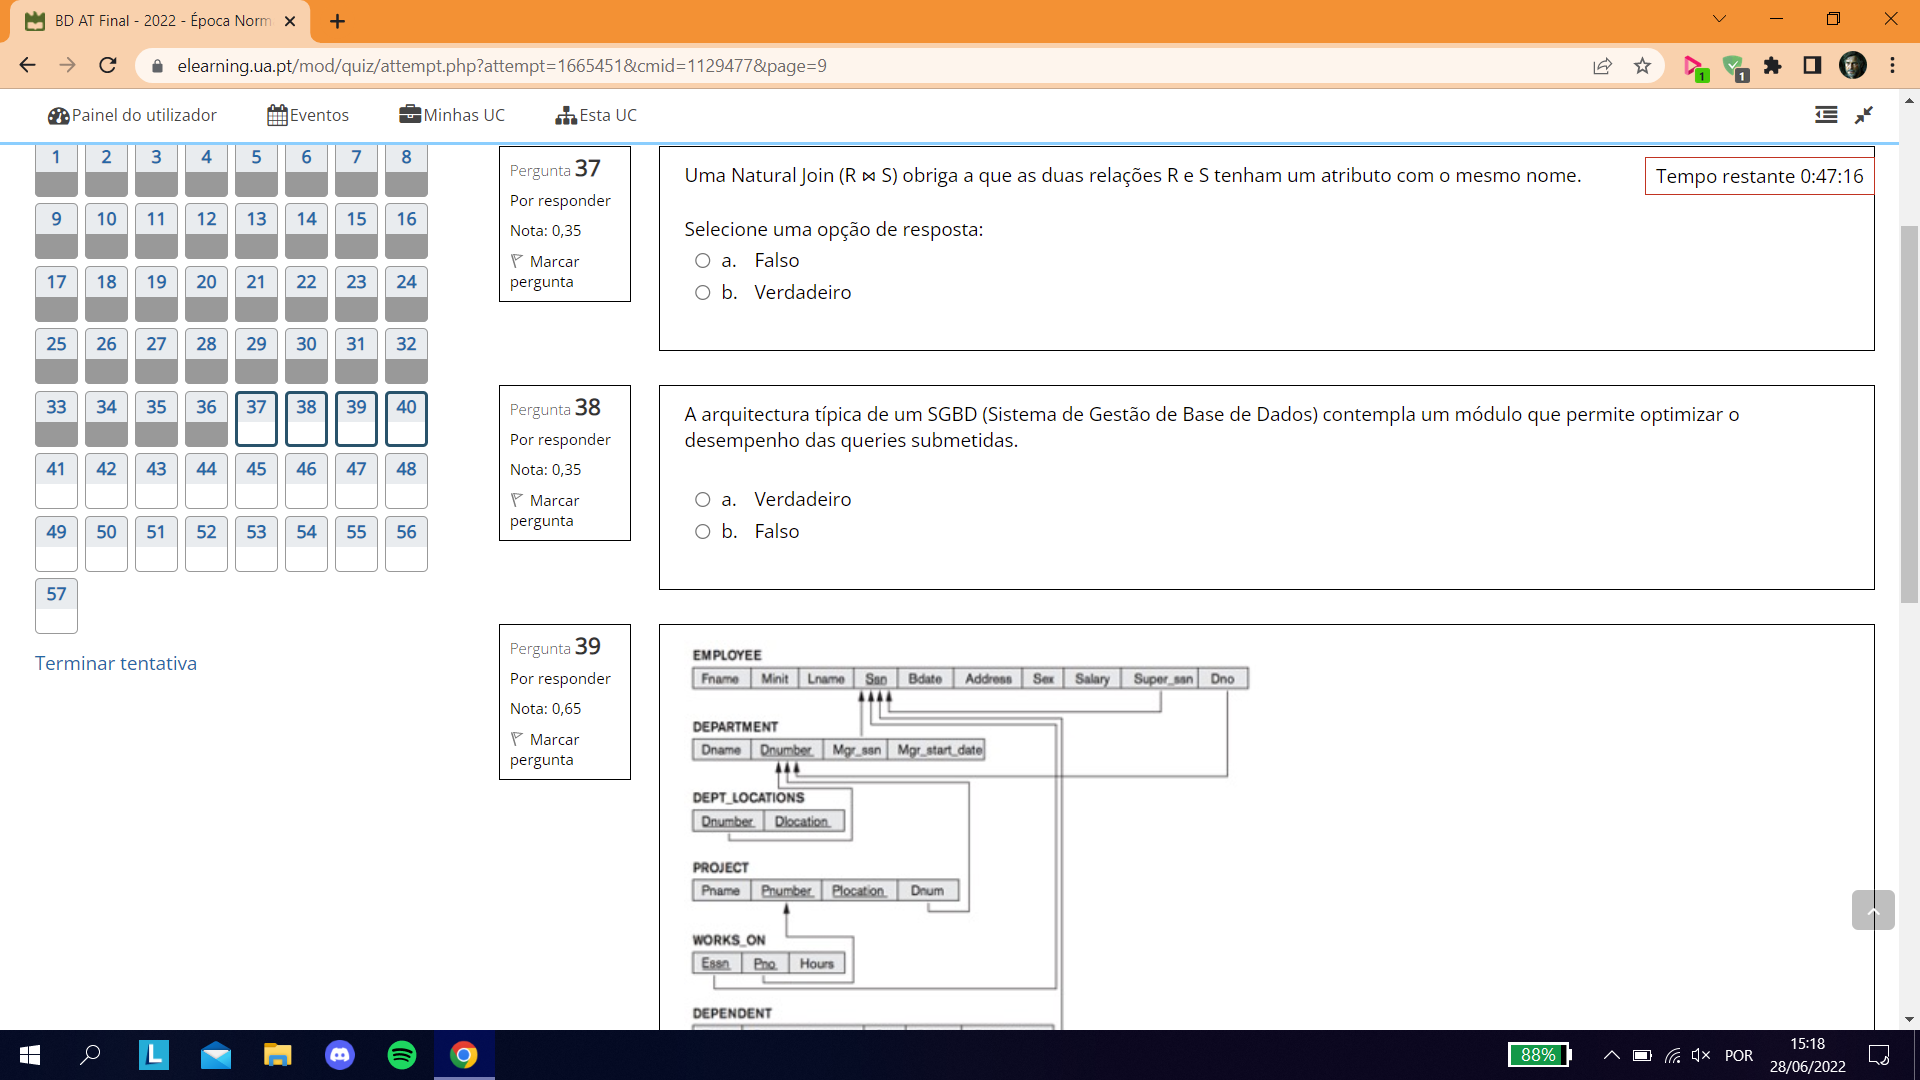 BD AT Final - 2022 - Época Norm
elearning.ua.pt/mod/quiz/attempt.php?attempt=1665451&cmid=1129477&page=9
1
1
Painel do utilizador
Eventos
Minhas UC
Esta UC
1 2 3 4 5 6 7 8
9 10 11 12 13 14 15 16
17 18 19 20 21 22 23 24
25 26 27 28 29 30 31 32
33 34 35 36 37 38 39 40
41 42 43 44 45 46 47 48
49 50 51 52 53 54 55 56
57
Terminar tentativa
Pergunta 37
Por responder
Nota: 0,35
Marcar
pergunta
Uma Natural Join (R ⋈ S) obriga a que as duas relações R e S tenham um atributo com o mesmo nome.
Tempo restante 0:47:16
Selecione uma opção de resposta:
a. Falso
b. Verdadeiro
Pergunta 38
Por responder
Nota: 0,35
Marcar
pergunta
A arquitectura típica de um SGBD (Sistema de Gestão de Base de Dados) contempla um módulo que permite optimizar o
desempenho das queries submetidas.
a. Verdadeiro
b. Falso
Pergunta 39
Por responder
Nota: 0,65
Marcar
pergunta
EMPLOYEE
Fname Minit Lname Ssn Bdate Address Sex Salary Super_ssn Dno
DEPARTMENT
Dname Dnumber Mgr_ssn Mgr_start_date
DEPT_LOCATIONS
Dnumber Dlocation
PROJECT
Pname Pnumber Plocation Dnum
WORKS_ON
Essn Pno Hours
DEPENDENT
L
88%
POR
15:18
28/06/2022